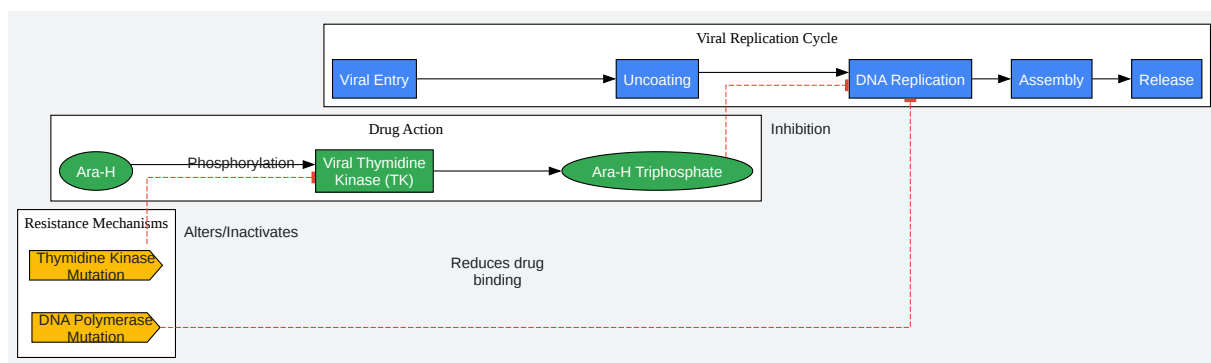 Viral Replication Cycle
Viral Entry
Uncoating
DNA Replication
Assembly
Release
Inhibition
Drug Action
Ara-H
Phosphorylation
Viral Thymidine
Kinase (TK)
Ara-H Triphosphate
Resistance Mechanisms
Alters/Inactivates
Thymidine Kinase
Mutation
Reduces drug
binding
DNA Polymerase
Mutation